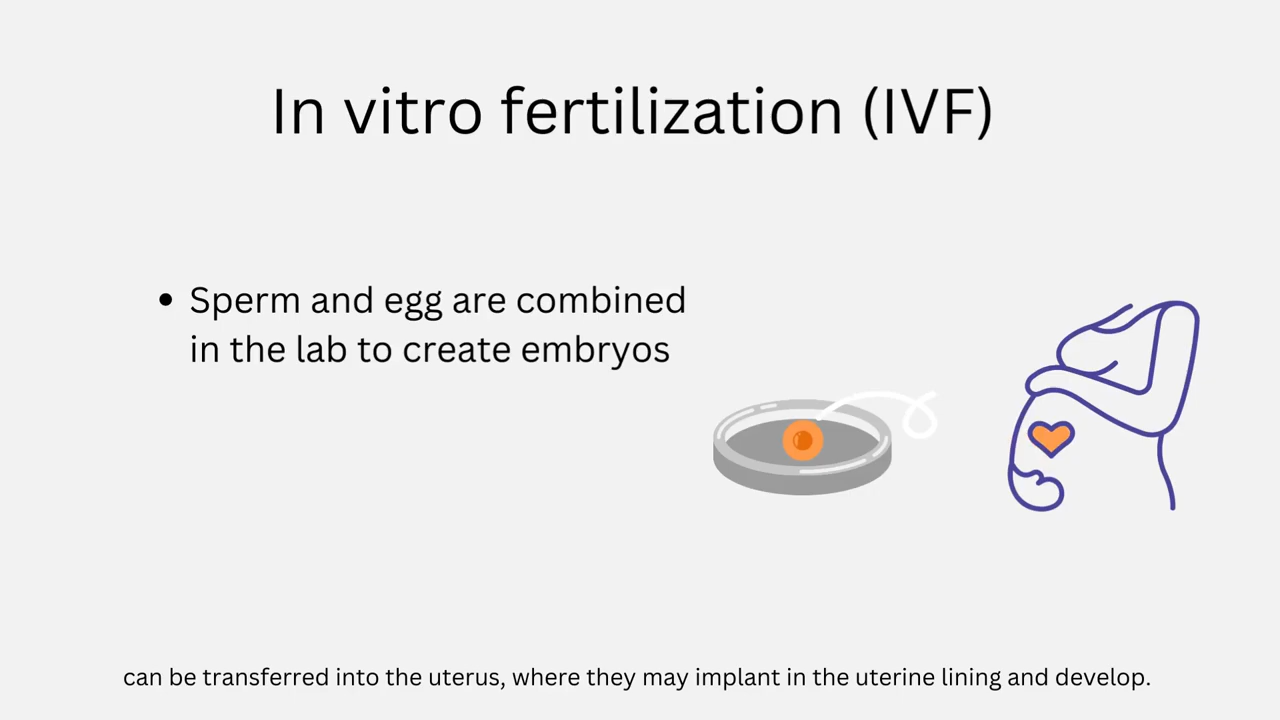 In vitro fertilization (IVF)
• Sperm and egg are combined
in the lab to create embryos
can be transferred into the uterus, where they may implant in the uterine lining and develop.